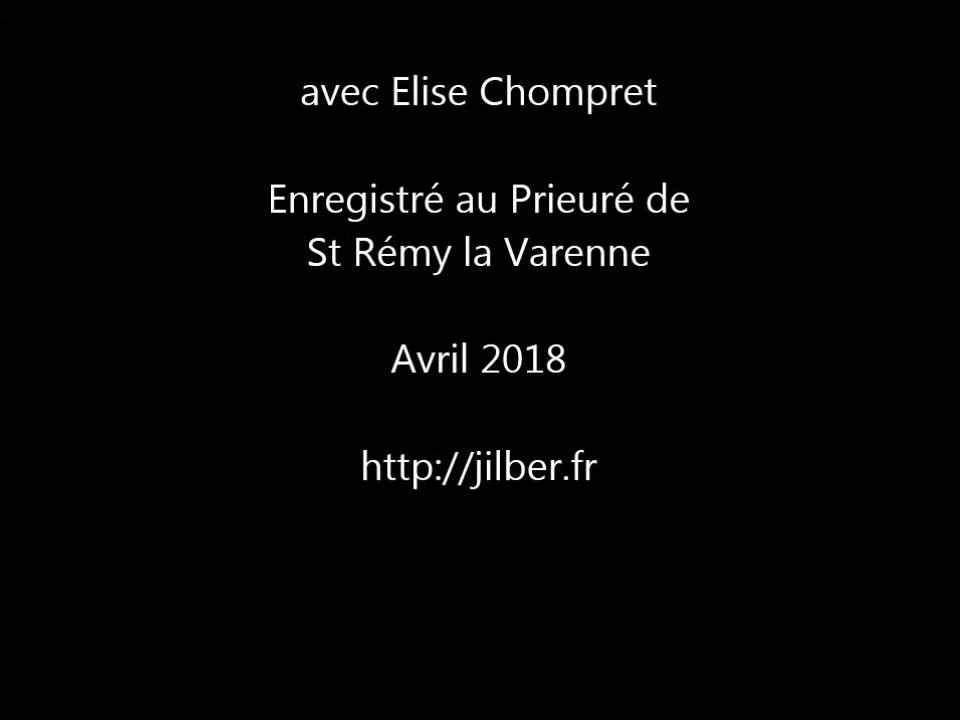 avec Elise Chompret
Enregistré au Prieuré de
St Rémy la Varenne
Avril 2018
http://jilber.fr